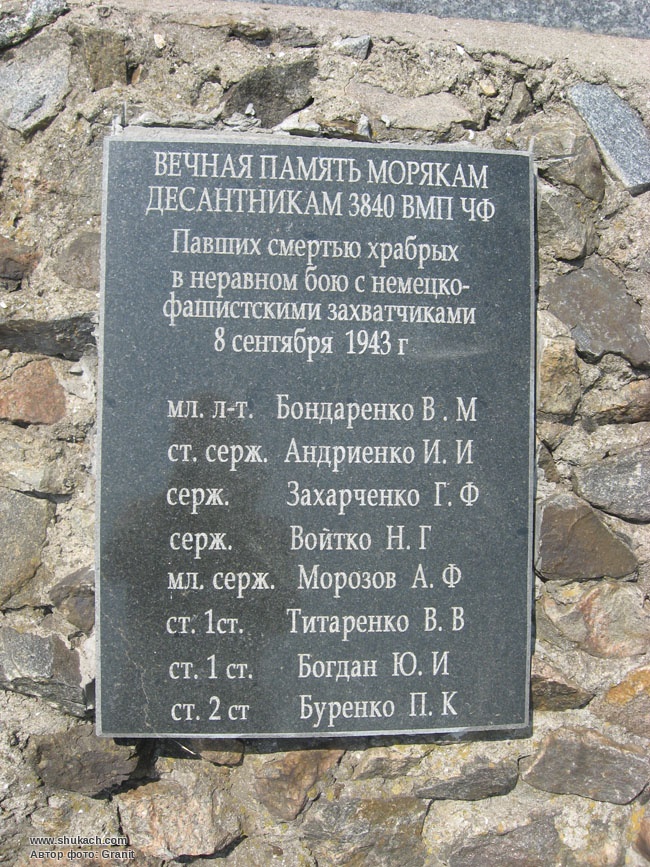 ВЕЧНАЯ ПАМЯТЬ МОРЯКАМ
ДЕСАНТНИКАМ 3840 ВМП ЧФ
Павших смертью храбрых
в неравном бою с немецко-
фашистскими захватчиками
8 сентября 1943 г
мл. л-т. Бондаренко В . М
ст. серж. Андриенко И. И
серж. Захарченко Г. Ф
серж. Войтко Н. Г
мл. серж. Морозов А. Ф
ст. 1ст. Титаренко В. В
ст. 1 ст. Богдан Ю. И
ст. 2 ст Буренко П. К
www.shukach.com
Автор фото: Granit